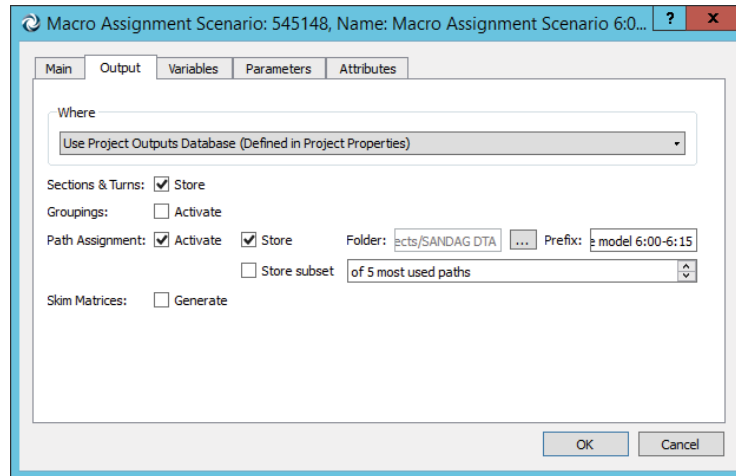 Macro Assignment Scenario: 545148, Name: Macro Assignment Scenario 6:0... ? x
Main Output Variables Parameters Attributes
Where
Use Project Outputs Database (Defined in Project Properties)
Sections & Turns: Store
Groupings: Activate
Path Assignment: Activate Store Folder: ects/SANDAG DTA ... Prefix: e model 6:00-6:15
Store subset of 5 most used paths
Skim Matrices: Generate
OK Cancel